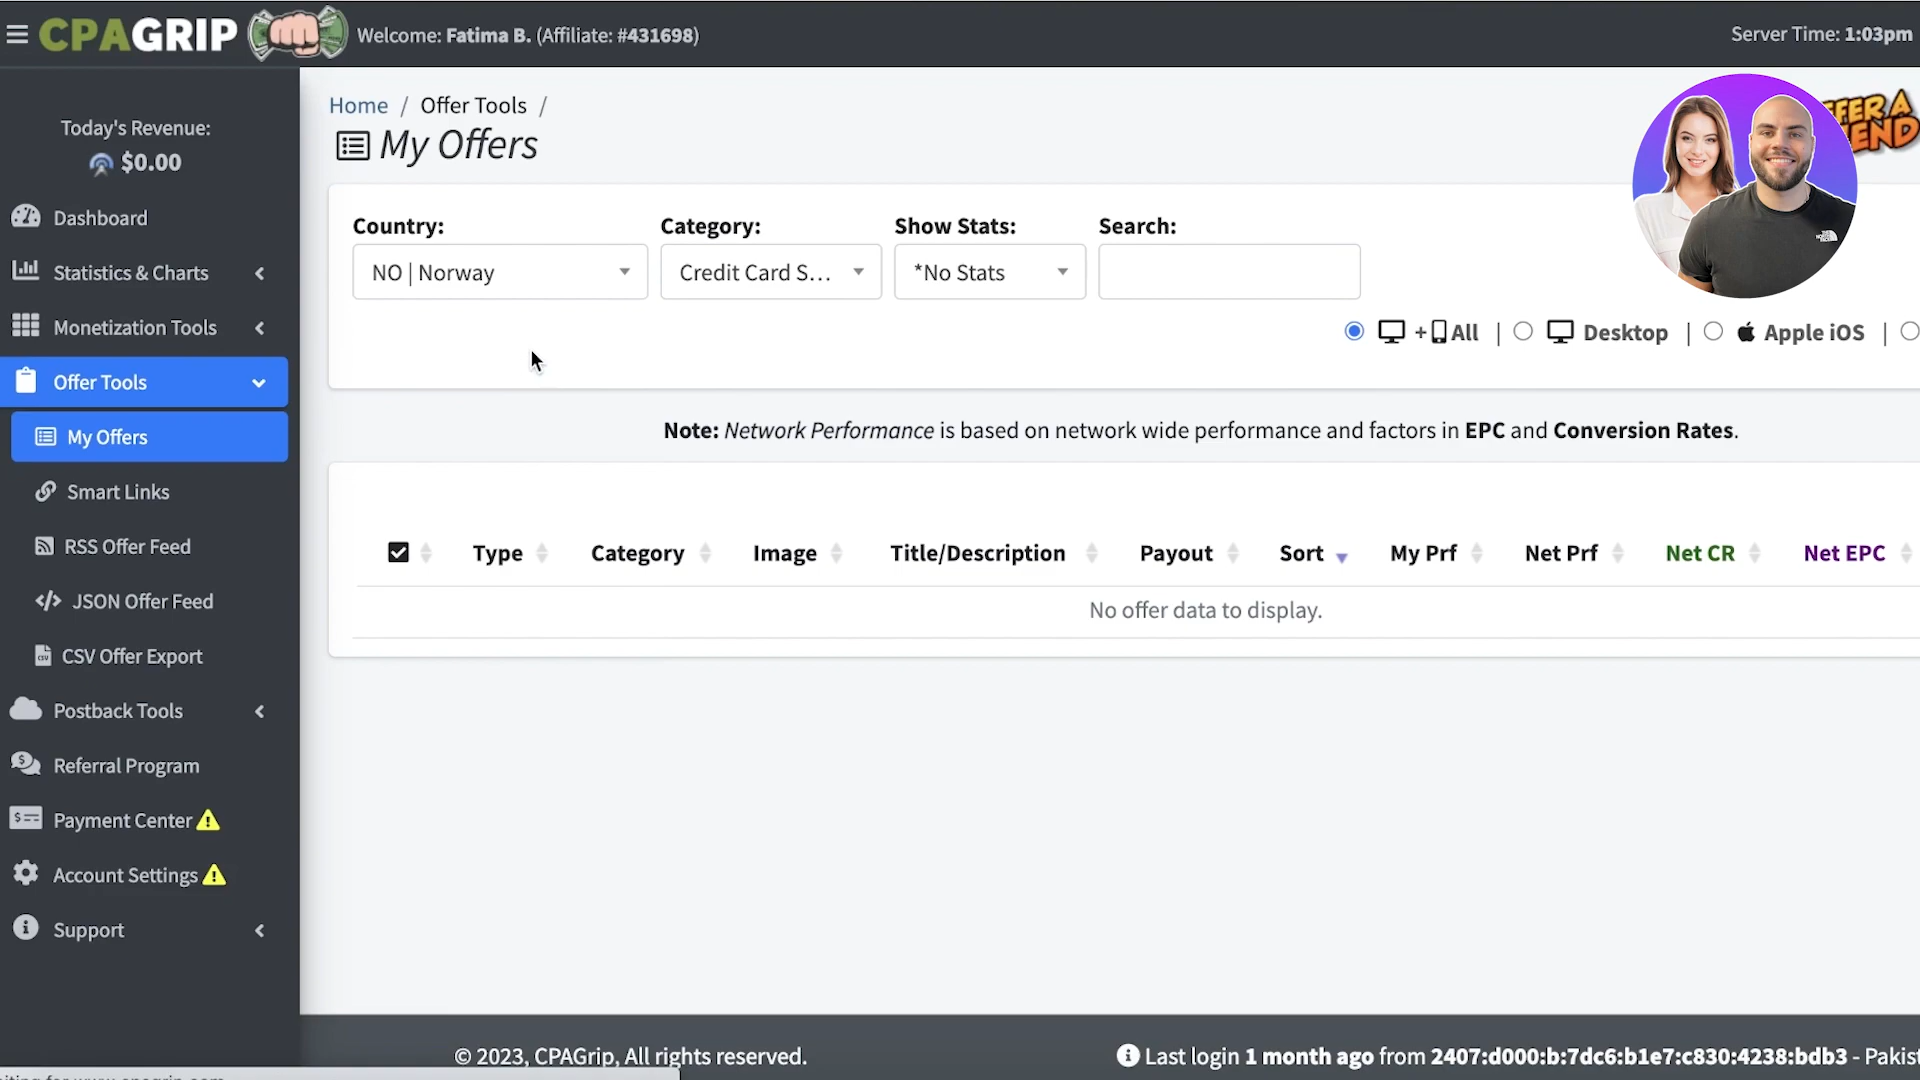 CPAGRIP
Welcome: Fatima B. (Affiliate: #431698)
Server Time: 1:03pm
Today's Revenue:
$0.00
Dashboard
Statistics & Charts
Monetization Tools
Offer Tools
My Offers
Smart Links
RSS Offer Feed
JSON Offer Feed
CSV Offer Export
Postback Tools
Referral Program
Payment Center
Account Settings
Support
Home / Offer Tools /
My Offers
Country: Category: Show Stats: Search:
NO | Norway Credit Card S... *No Stats
+ All | Desktop | Apple iOS |
Note: Network Performance is based on network wide performance and factors in EPC and Conversion Rates.
Type Category Image Title/Description Payout Sort My Prf Net Prf Net CR Net EPC
No offer data to display.
© 2023, CPAGrip, All rights reserved.
Last login 1 month ago from 2407:d000:b:7dc6:b1e7:c830:4238:bdb3 - Pakis